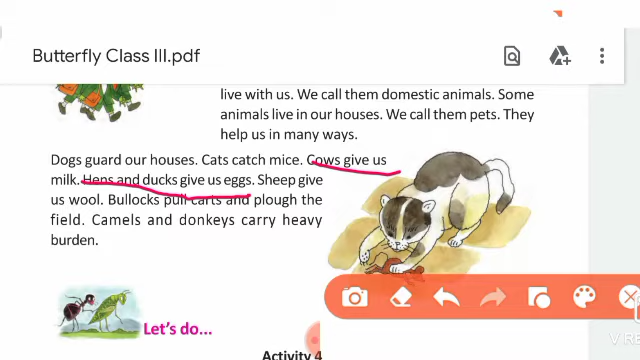 Butterfly Class III.pdf
live with us. We call them domestic animals. Some
animals live in our houses. We call them pets. They
help us in many ways.
Dogs guard our houses. Cats catch mice. Cows give us
milk. Hens and ducks give us eggs. Sheep give
us wool. Bullocks pull carts and plough the
field. Camels and donkeys carry heavy
burden.
Let's do...
Activity 4